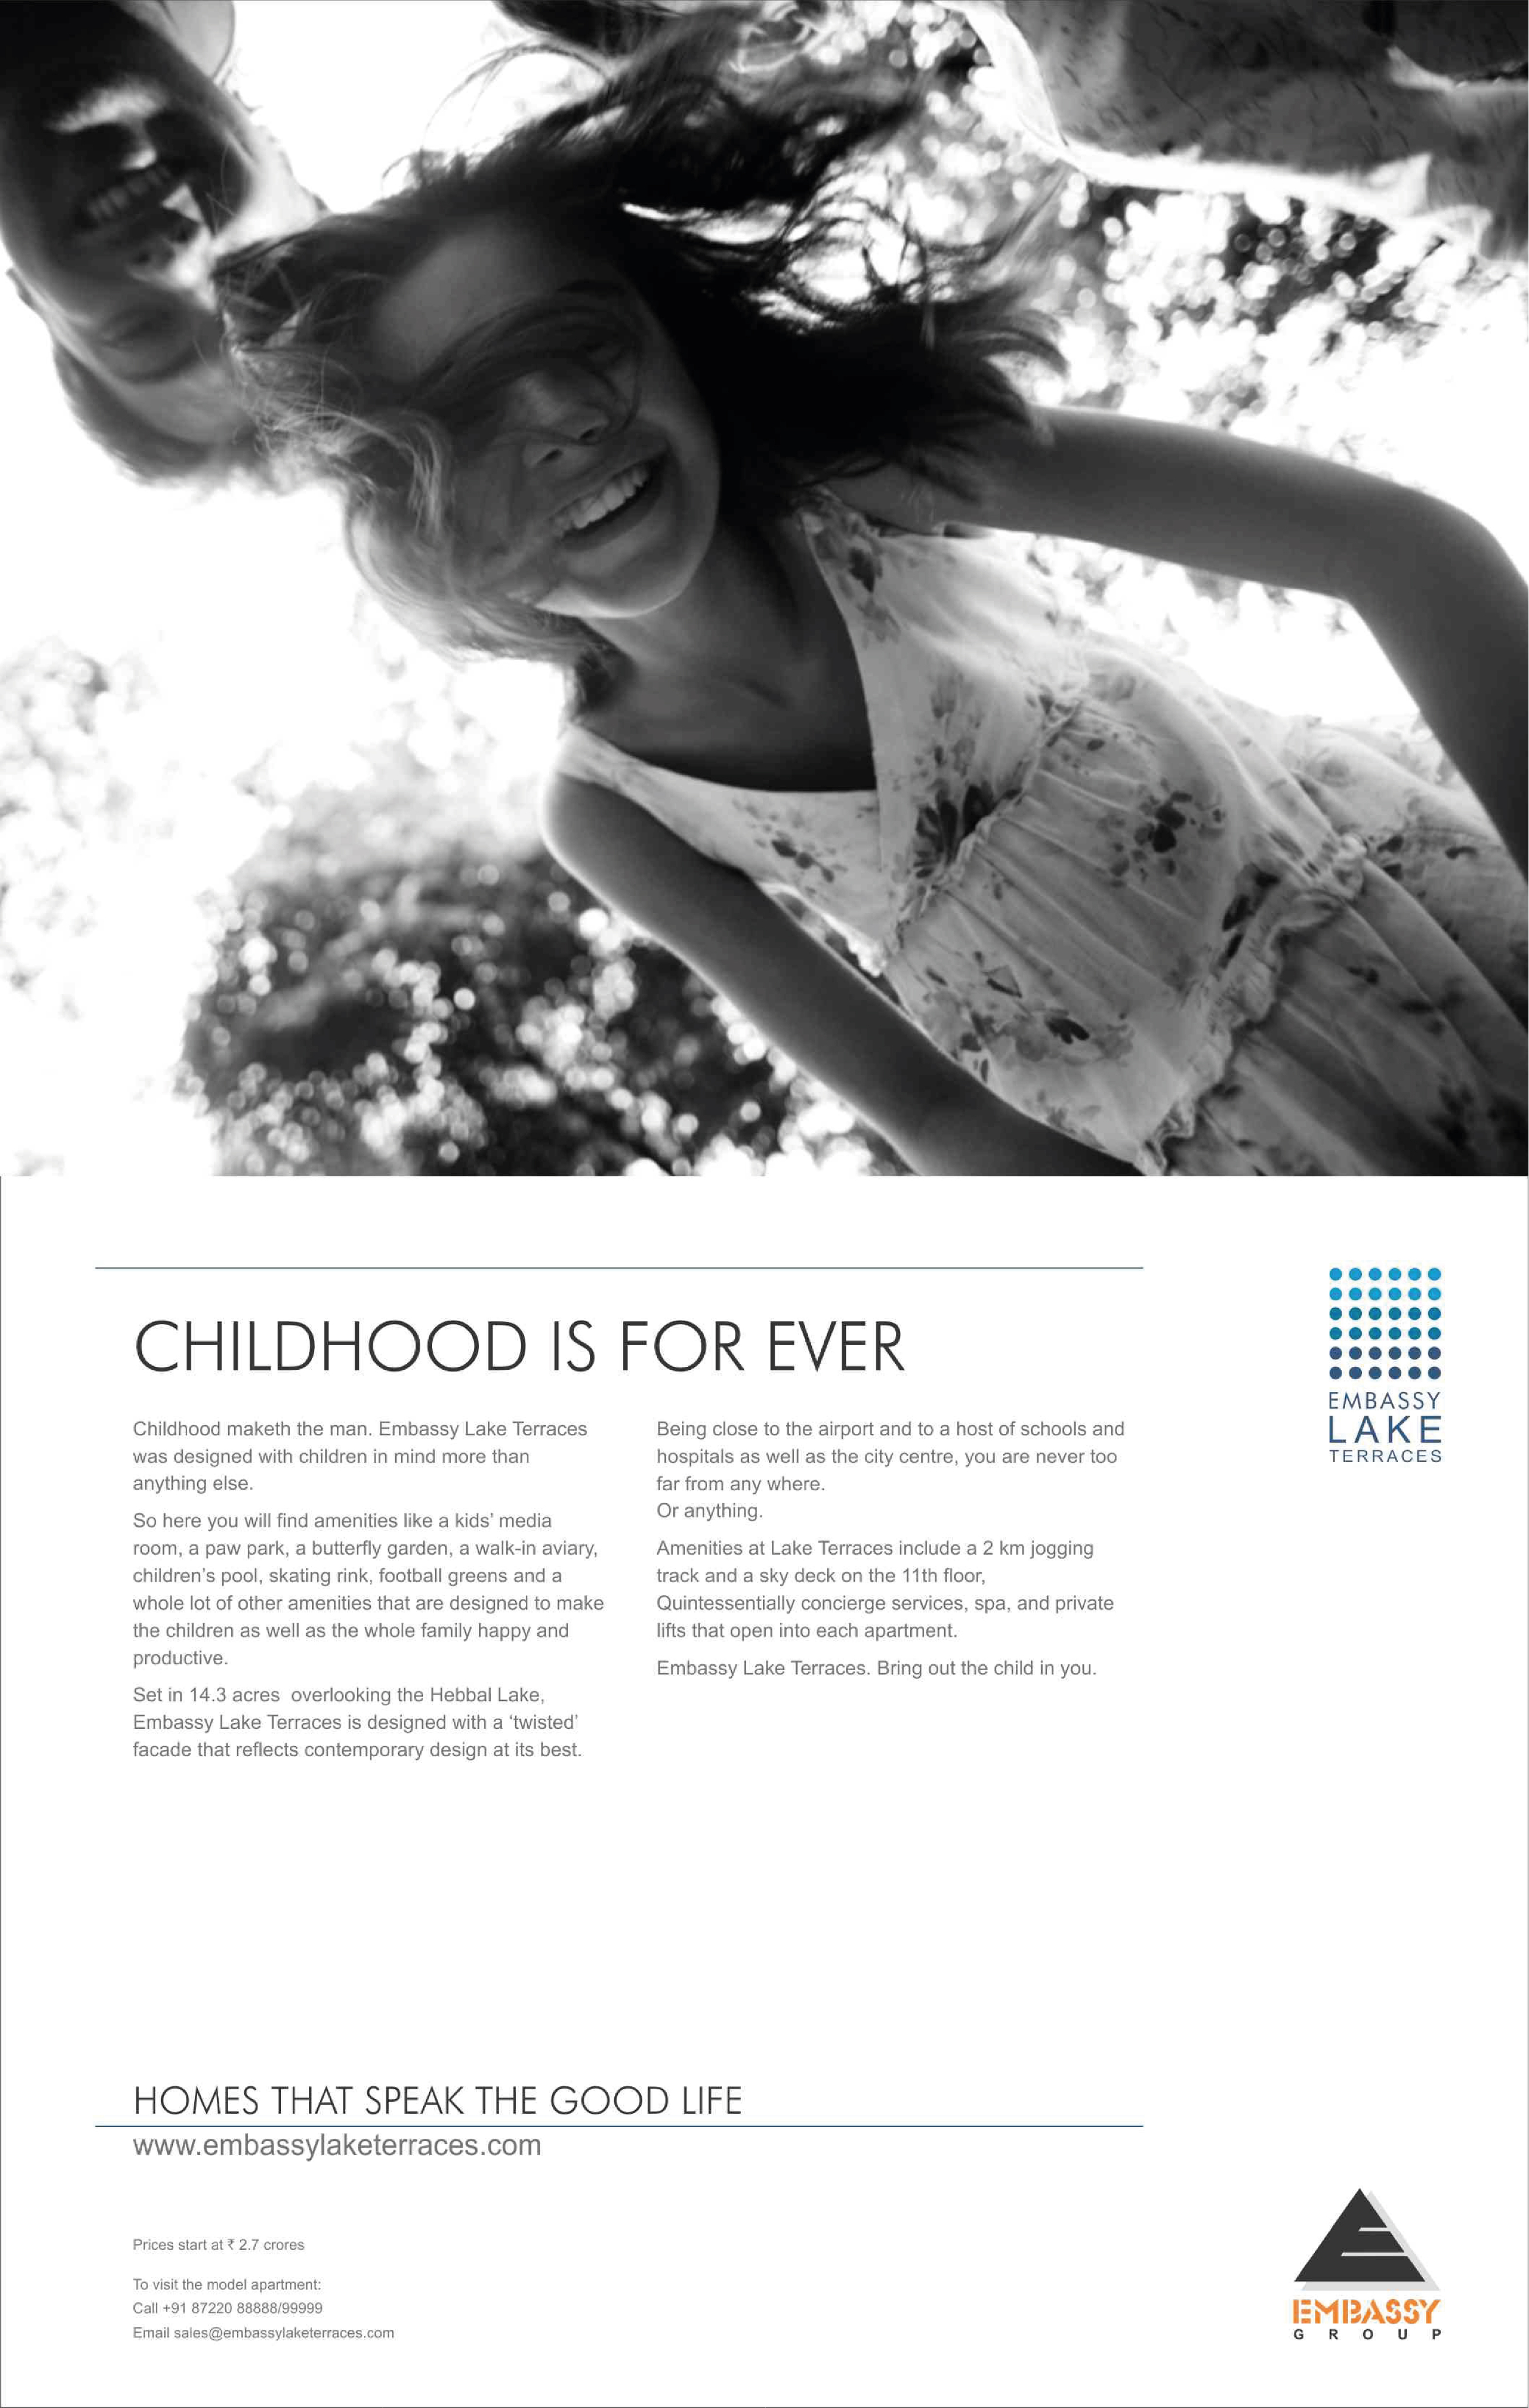 CHILDHOOD IS FOR EVER
Childhood maketh the man. Embassy Lake Terraces
was designed with children in mind more than
anything else.
So here you will find amenities like a kids’ media
room, a paw park, a butterfly garden, a walk-in aviary,
children’s pool, skating rink, football greens and a
whole lot of other amenities that are designed to make
the children as well as the whole family happy and
productive.
Set in 14.3 acres  overlooking the Hebbal Lake,
Embassy Lake Terraces is designed with a ‘twisted’
facade that reflects contemporary design at its best.
Being close to the airport and to a host of schools and
hospitals as well as the city centre, you are never too
far from any where.
Or anything.
Amenities at Lake Terraces include a 2 km jogging
track and a sky deck on the 11th floor,
Quintessentially concierge services, spa, and private
lifts that open into each apartment.
Embassy Lake Terraces. Bring out the child in you.
EMBASSY
LAKE
TERRACES
HOMES THAT SPEAK THE GOOD LIFE
www.embassylaketerraces.com
Prices start at ₹ 2.7 crores
To visit the model apartment:
Call +91 87220 88888/99999
Email sales@embassylaketerraces.com
EMBASSY
GROUP